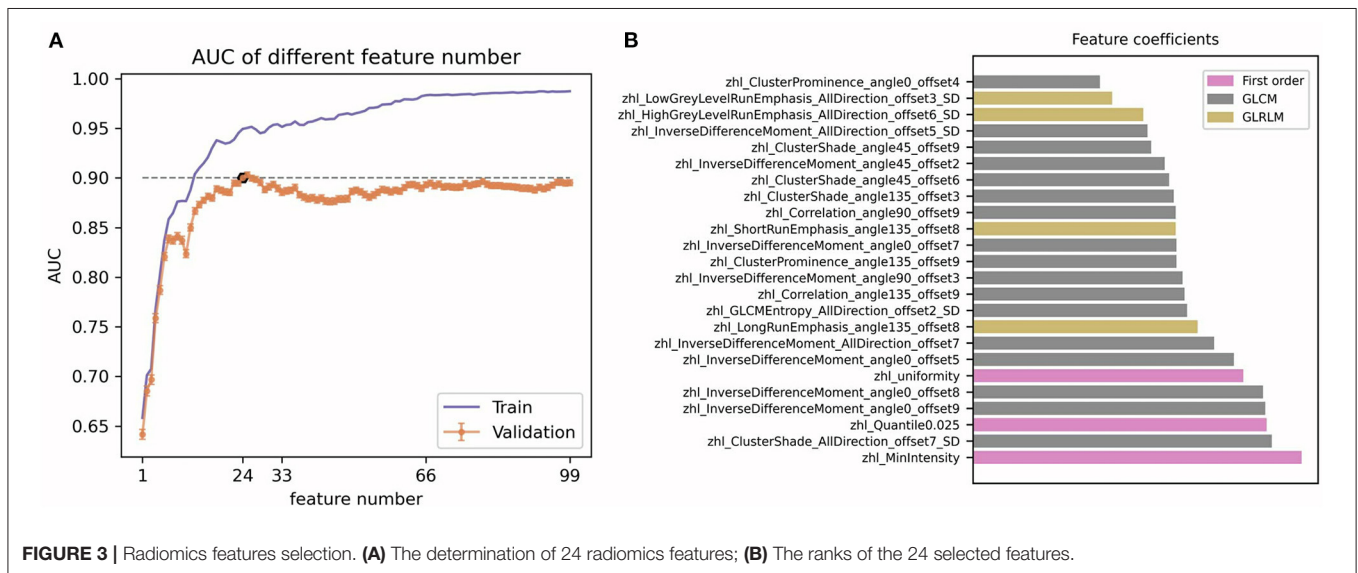 A
AUC of different feature number
1.00
0.95
0.90
0.85
0.80
0.75
0.70
0.65
AUC
1 24 33 66 99
feature number
Train
Validation
B
Feature coefficients
zhl_ClusterProminence_angle0_offset4
zhl_LowGreyLevelRunEmphasis_AllDirection_offset3_SD
zhl_HighGreyLevelRunEmphasis_AllDirection_offset6_SD
zhl_InverseDifferenceMoment_AllDirection_offset5_SD
zhl_ClusterShade_angle45_offset9
zhl_InverseDifferenceMoment_angle45_offset2
zhl_ClusterShade_angle45_offset6
zhl_ClusterShade_angle135_offset3
zhl_Correlation_angle90_offset9
zhl_ShortRunEmphasis_angle135_offset8
zhl_InverseDifferenceMoment_angle0_offset7
zhl_ClusterProminence_angle135_offset9
zhl_InverseDifferenceMoment_angle90_offset3
zhl_Correlation_angle135_offset9
zhl_GLCMEntropy_AllDirection_offset2_SD
zhl_LongRunEmphasis_angle135_offset8
zhl_InverseDifferenceMoment_AllDirection_offset7
zhl_InverseDifferenceMoment_angle0_offset5
zhl_uniformity
zhl_InverseDifferenceMoment_angle0_offset8
zhl_InverseDifferenceMoment_angle0_offset9
zhl_Quantile0.025
zhl_ClusterShade_AllDirection_offset7_SD
zhl_MinIntensity
First order
GLCM
GLRLM
FIGURE 3 | Radiomics features selection. (A) The determination of 24 radiomics features; (B) The ranks of the 24 selected features.